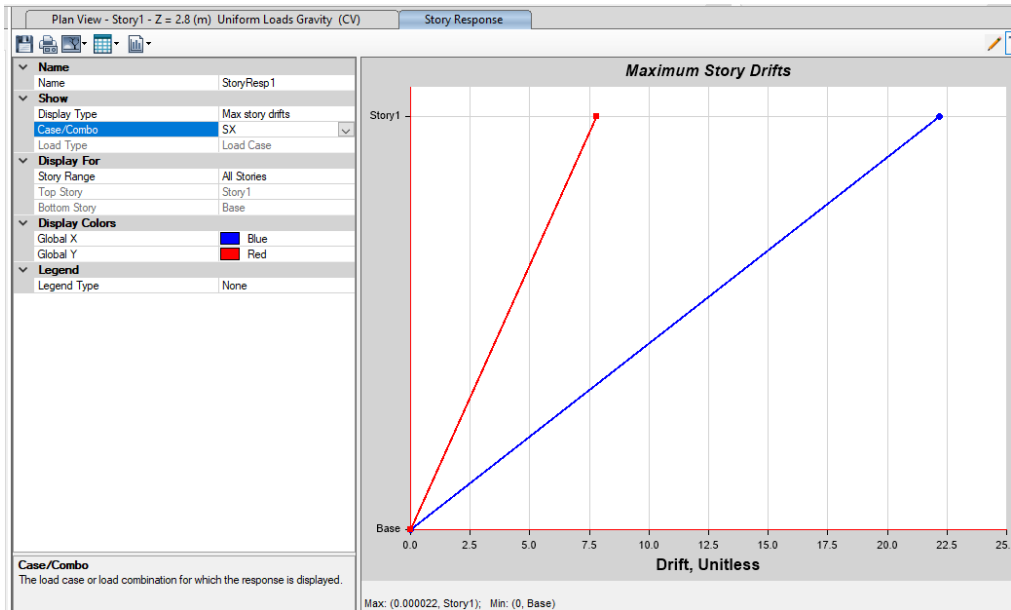 Plan View - Story1 - Z = 2.8 (m) Uniform Loads Gravity (CV)
Story Response
Name
Name StoryResp1
Show
Display Type Max story drifts
Case/Combo SX
Load Type Load Case
Display For
Story Range All Stories
Top Story Story1
Bottom Story Base
Display Colors
Global X Blue
Global Y Red
Legend
Legend Type None
Case/Combo
The load case or load combination for which the response is displayed.
Maximum Story Drifts
Story1
Base
0.0 2.5 5.0 7.5 10.0 12.5 15.0 17.5 20.0 22.5 25.
Drift, Unitless
Max: (0.000022, Story1); Min: (0, Base)